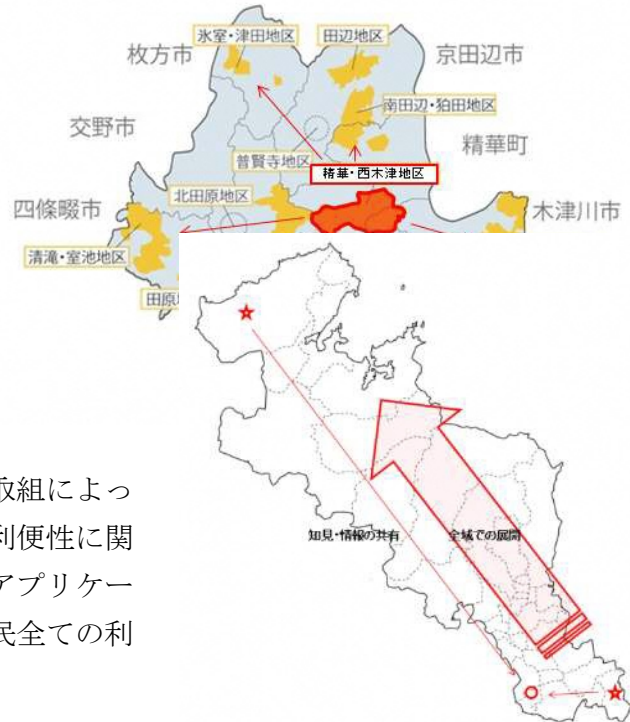 枚方市
氷室・津田地区
田辺地区
京田辺市
南田辺・狛田地区
交野市
普賢寺地区
精華町
精華・西木津地区
北田原地区
四條畷市
木津川市
清滝・室池地区
取組によっ
利便性に関
知見・情報の共有
全域での展開
アプリケー
民全ての利